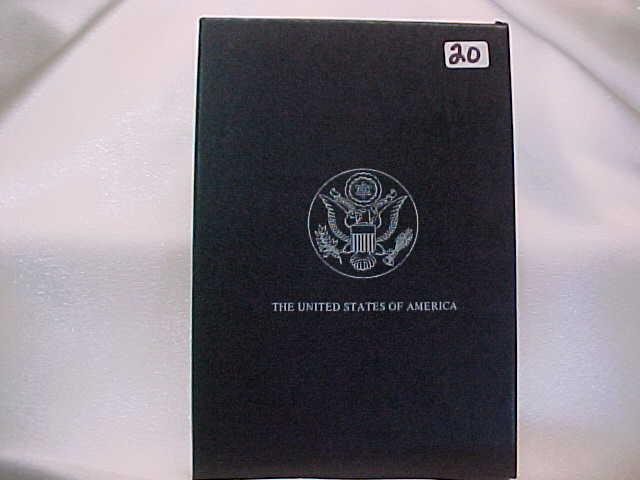 20
THE UNITED STATES OF AMERICA